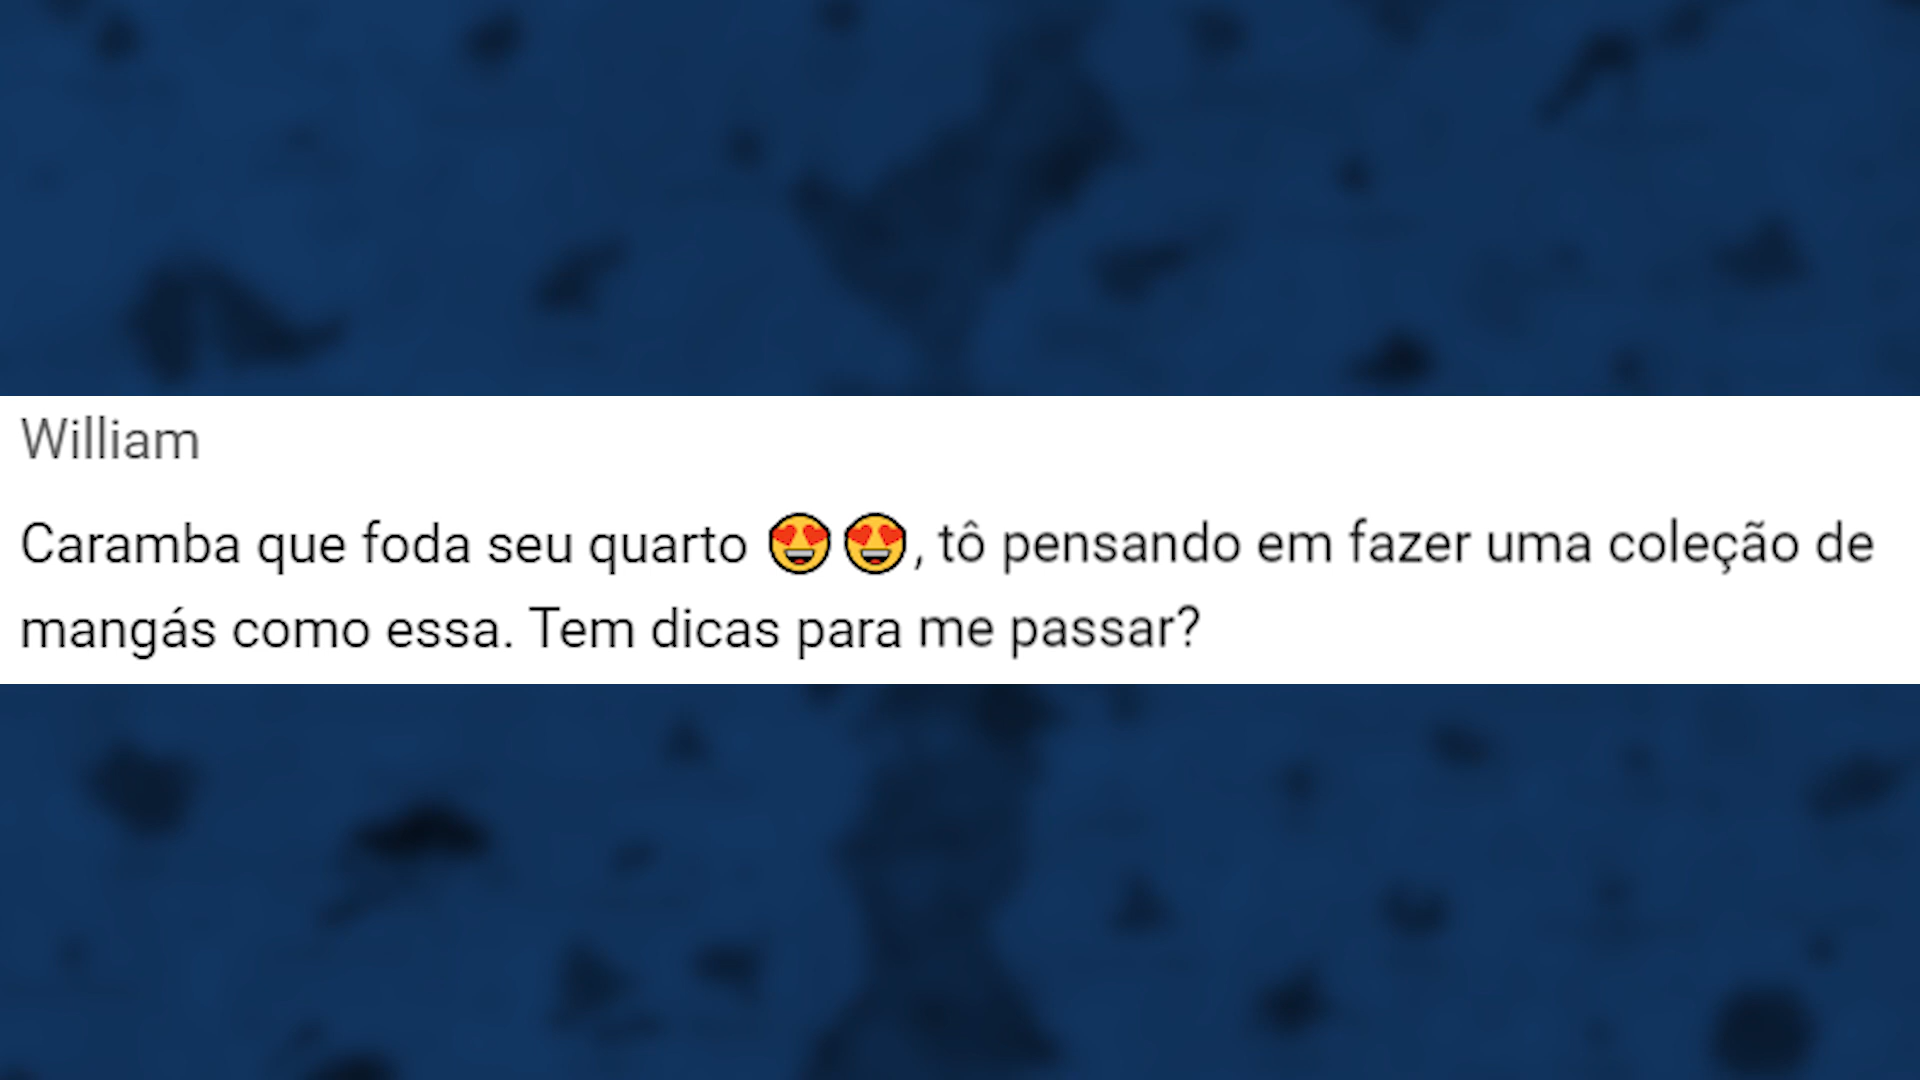 William
Caramba que foda seu quarto 😍😍, tô pensando em fazer uma coleção de
mangás como essa. Tem dicas para me passar?